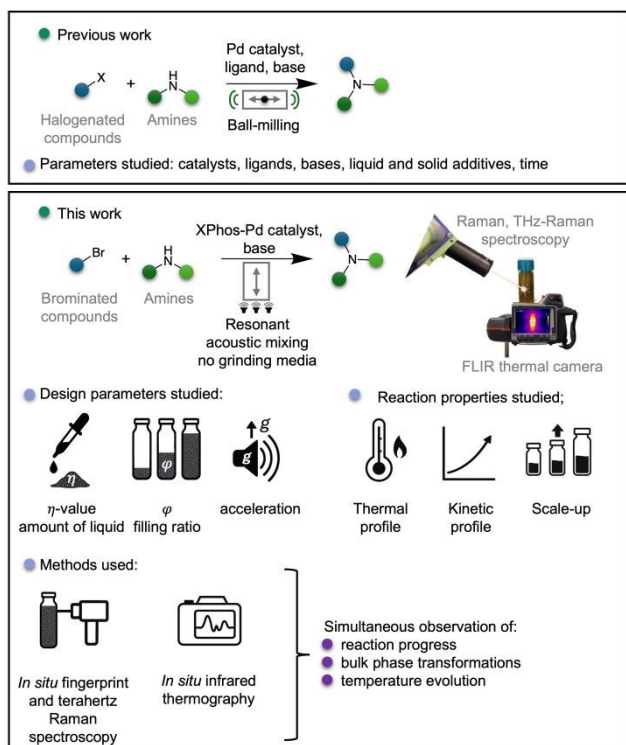 Previous work
X
H
N
Halogenated
compounds
+
Amines
Pd catalyst,
ligand, base
Ball-milling
N
Parameters studied: catalysts, ligands, bases, liquid and solid additives, time
This work
Br
H
N
Brominated
compounds
+
Amines
XPhos-Pd catalyst,
base
Resonant
acoustic mixing
no grinding media
N
Raman, THz-Raman
spectroscopy
FLIR thermal camera
Design parameters studied:
η
η-value
amount of liquid
φ
φ
filling ratio
g
g
acceleration
Reaction properties studied;
Thermal
profile
Kinetic
profile
Scale-up
Methods used:
In situ fingerprint
and terahertz
Raman
spectroscopy
In situ infrared
thermography
Simultaneous observation of:
reaction progress
bulk phase transformations
temperature evolution